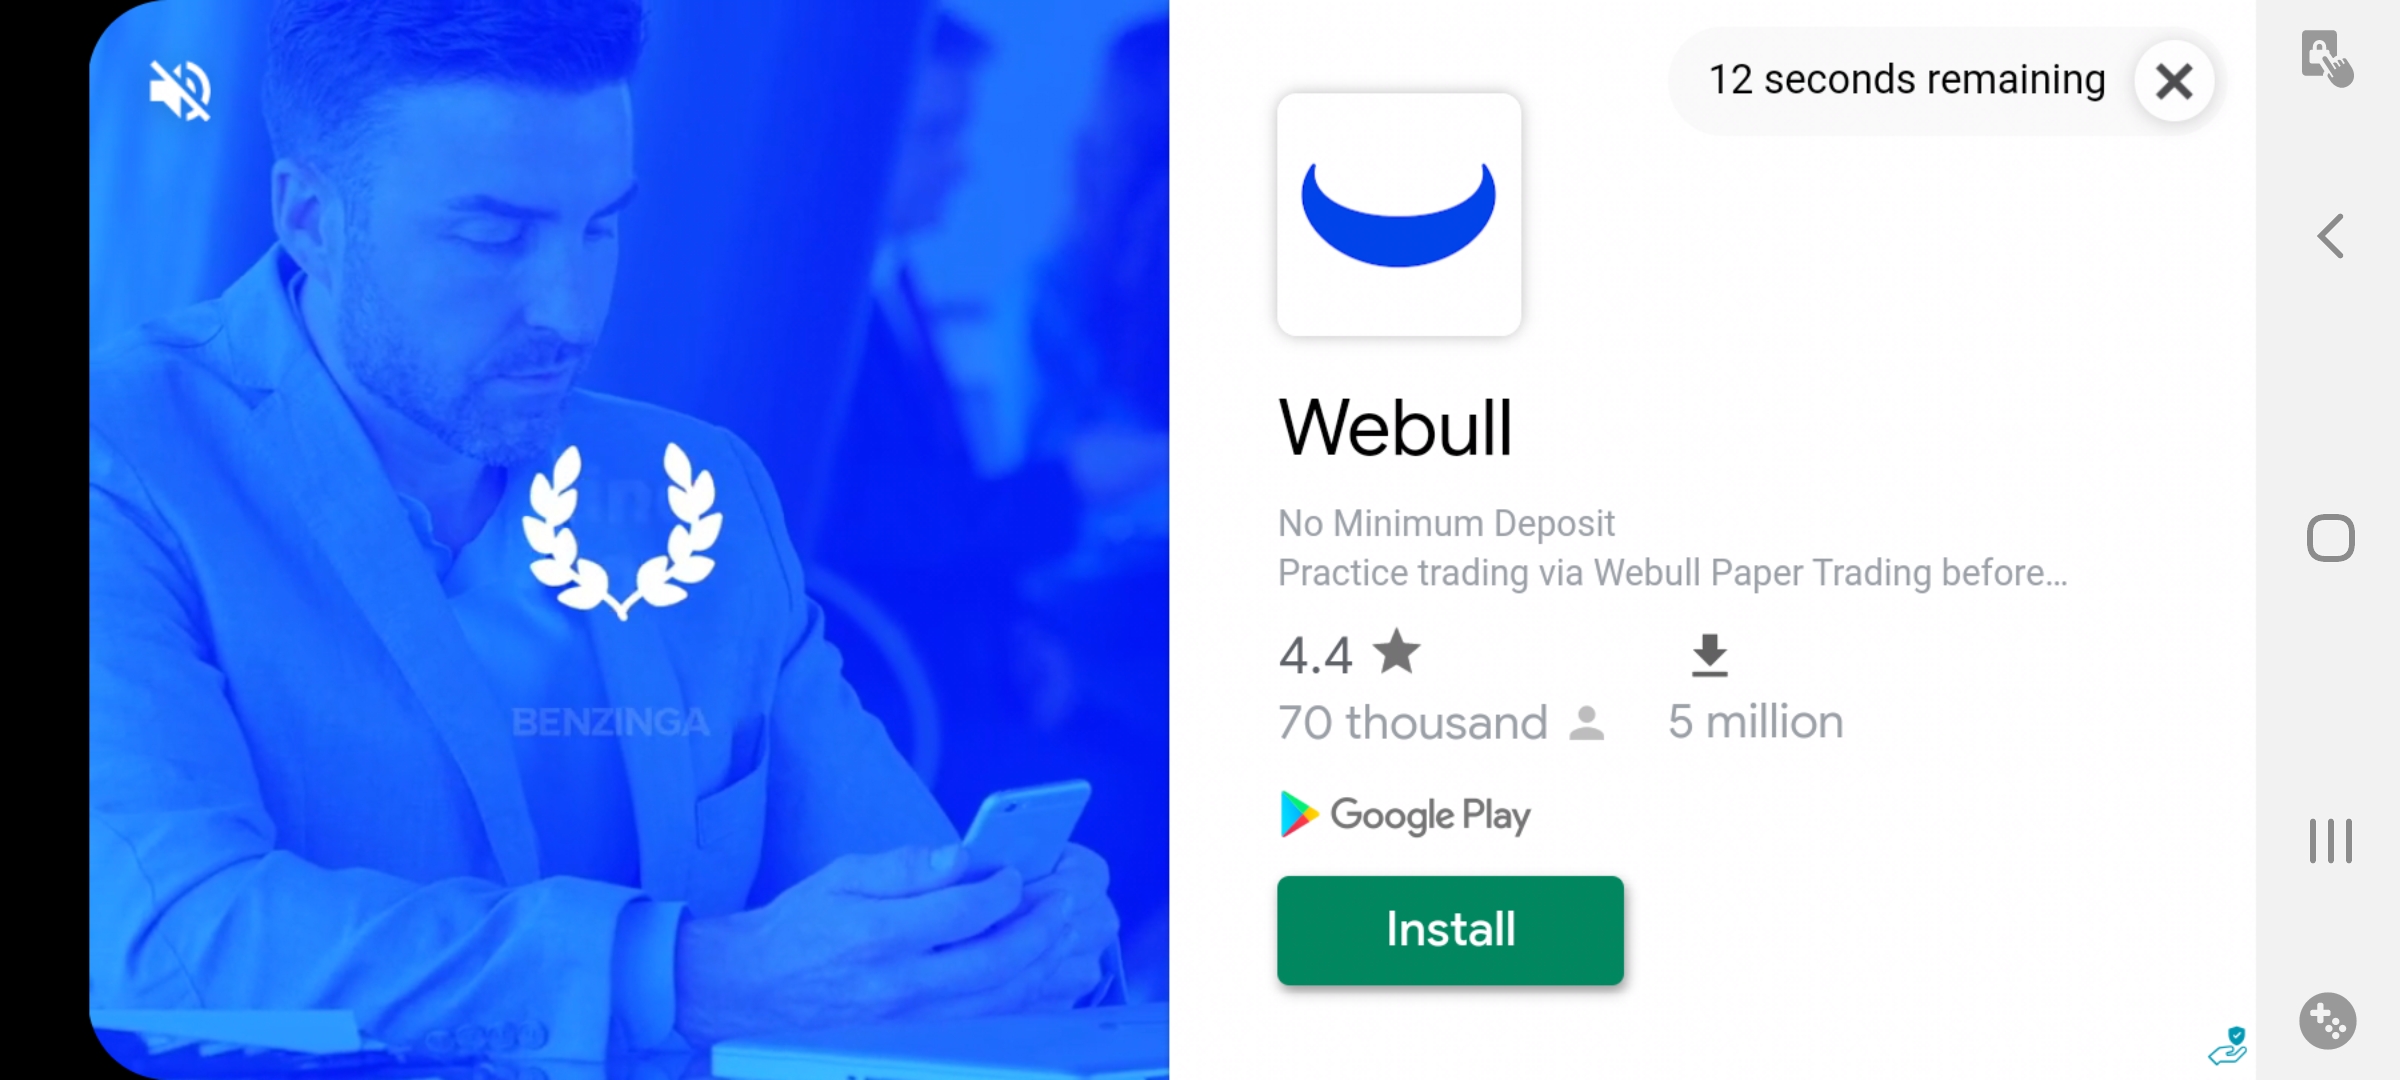 12 seconds remaining
Webull
No Minimum Deposit
Practice trading via Webull Paper Trading before...
4.4
70 thousand
5 million
Google Play
Install
in
BENZINGA